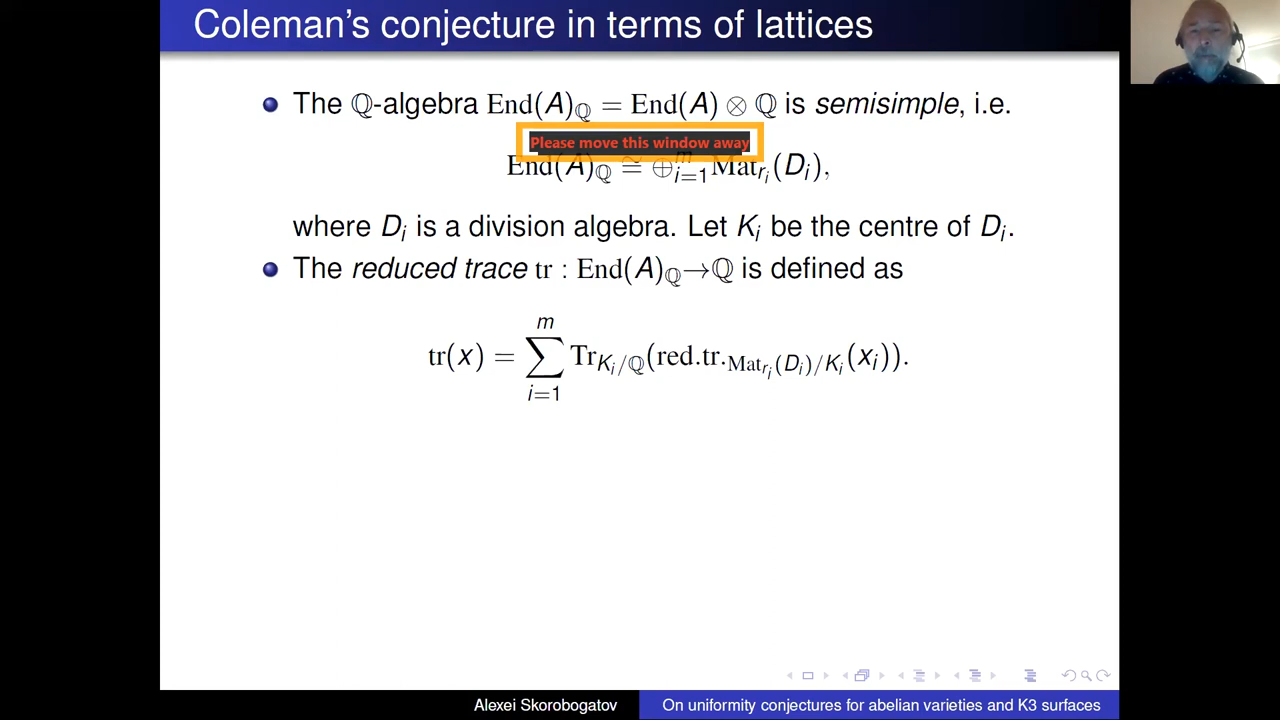 Coleman's conjecture in terms of lattices
The ℚ-algebra End(A)_ℚ = End(A) ⊗ ℚ is semisimple, i.e.
Please move this window away
End(A)_ℚ ≅ ⊕_{i=1}^m Mat_{r_i}(D_i),
where D_i is a division algebra. Let K_i be the centre of D_i.
The reduced trace tr : End(A)_ℚ→ℚ is defined as
tr(x) = ∑_{i=1}^m Tr_{K_i/ℚ}(red.tr._{Mat_{r_i}(D_i)/K_i}(x_i)).
Alexei Skorobogatov
On uniformity conjectures for abelian varieties and K3 surfaces